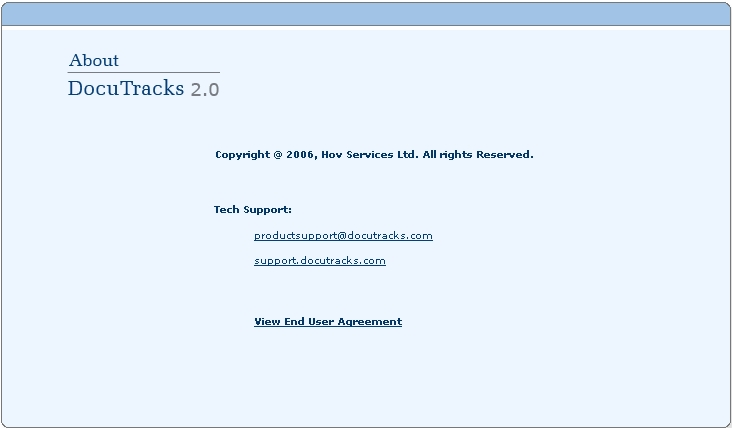 About
DocuTracks 2.0
Copyright @ 2006, Hov Services Ltd. All rights Reserved.
Tech Support:
productsupport@docutracks.com
support.docutracks.com
View End User Agreement